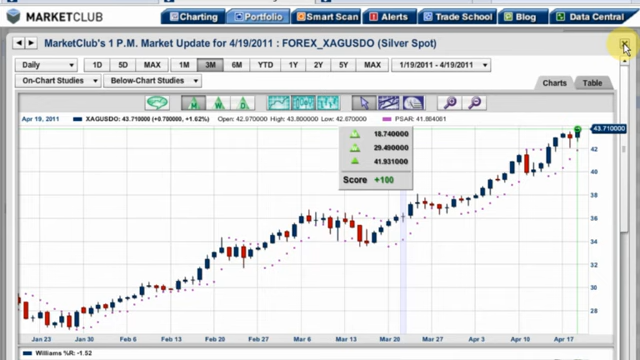 MARKETCLUB Charting Portfolio Smart Scan Alerts Trade School Blog Data Central
MarketClub's 1 P.M. Market Update for 4/19/2011 : FOREX_XAGUSDO (Silver Spot)
Daily 1D 5D MAX 1M 3M 6M YTD 1Y 2Y 5Y MAX 1/19/2011 - 4/19/2011
On-Chart Studies Below-Chart Studies
Charts Table
M W D
Apr 19, 2011 XAGUSDO: 43.710000 (+0.700000, +1.62%) Open: 42.970000 High: 43.800000 Low: 42.670000 PSAR: 41.864061
43.710000
18.740000
29.490000
41.931000
Score +100
42
40
38
36
34
32
30
28
Jan 23 Jan 30 Feb 06 Feb 13 Feb 20 Feb 27 Mar 06 Mar 13 Mar 20 Mar 27 Apr 03 Apr 10 Apr 17
Williams %R: -1.52